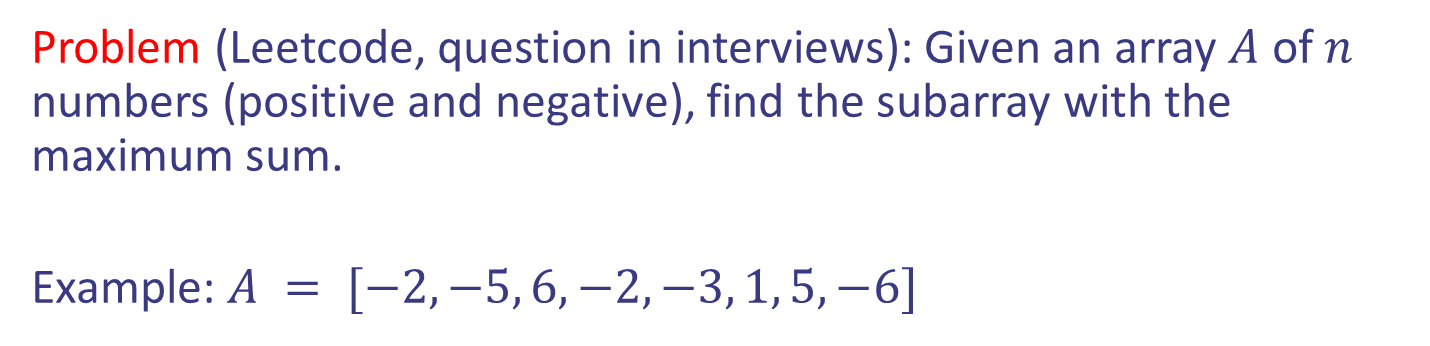 Problem (Leetcode, question in interviews): Given an array A of n
numbers (positive and negative), find the subarray with the
maximum sum.
Example: A = [−2, −5, 6, −2, −3, 1, 5, −6]